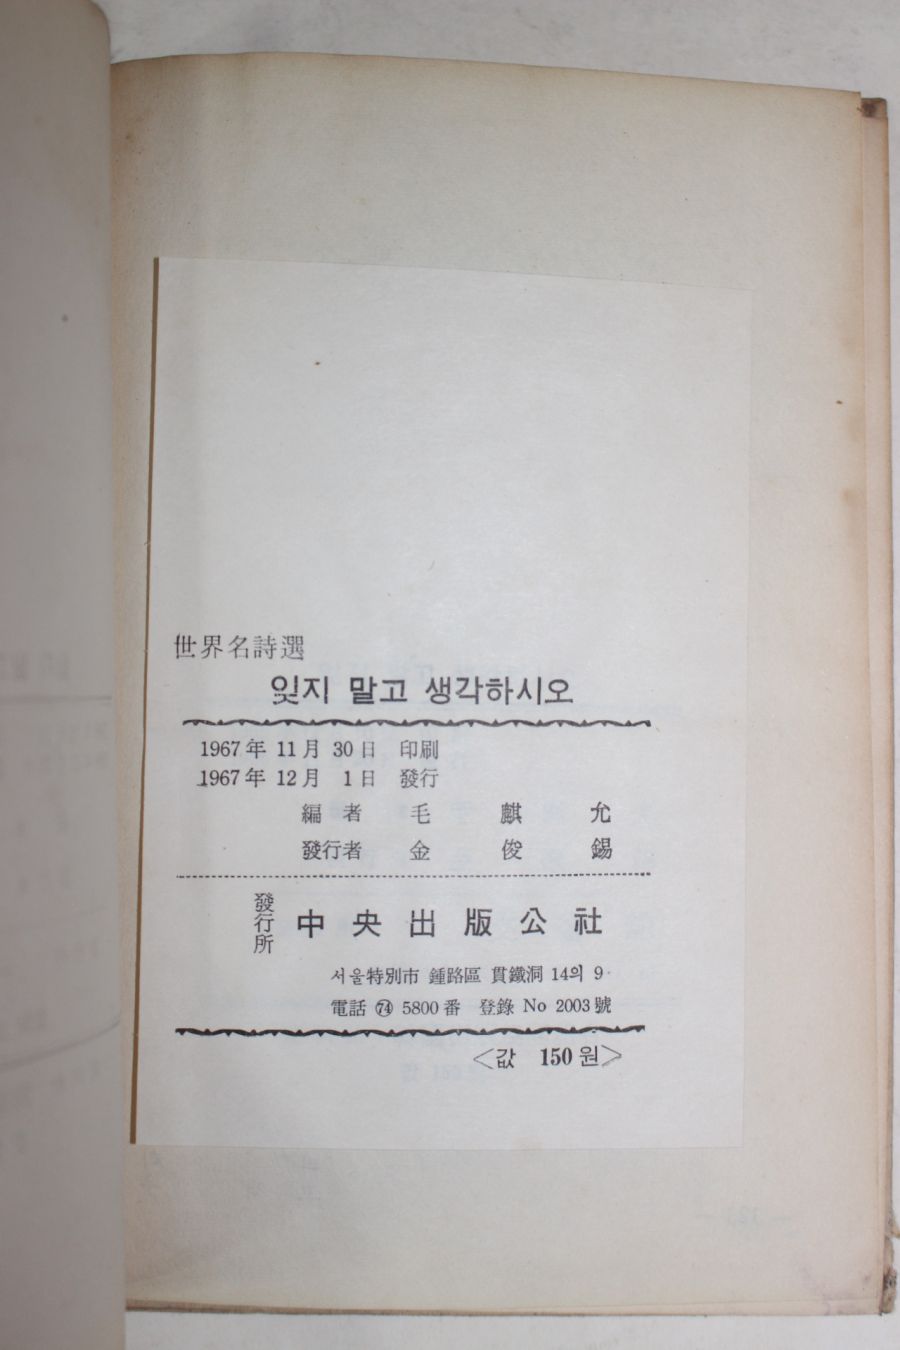 世界名詩選
잊지 말고 생각하시오
1967年 11月 30日 印刷
1967年 12月 1日 發行
編者 毛麒允
發行者 金俊錫
發行所 中央出版公社
서울特別市 鍾路區 貫鐵洞 14의 9
電話 ㉔ 5800番 登錄 No 2003號
<값 150원>